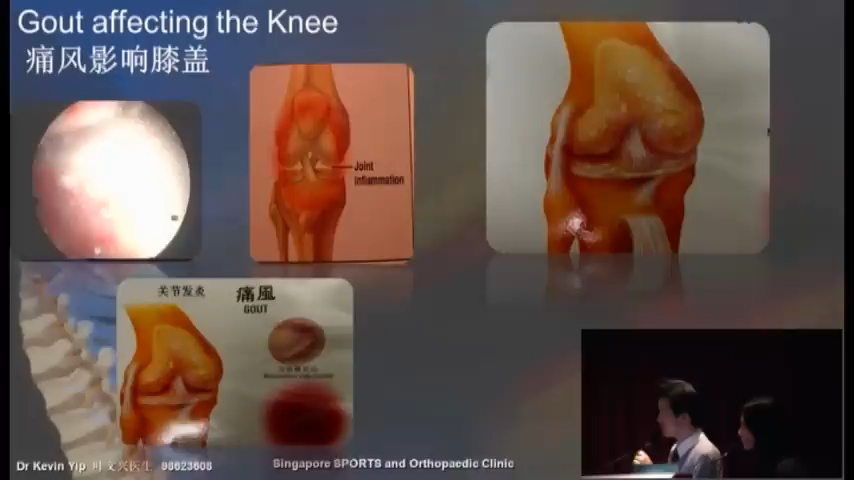 Gout affecting the Knee
痛风影响膝盖
Joint
Inflammation
关节发炎
痛風
GOUT
Dr Kevin Yip 叶文兴医生 98623608
Singapore SPORTS and Orthopaedic Clinic